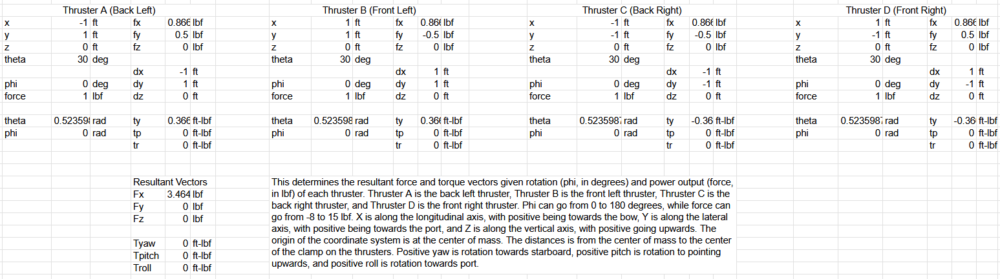 Thruster A (Back Left) Thruster B (Front Left) Thruster C (Back Right) Thruster D (Front Right)
x -1 ft fx 0.866 lbf x 1 ft fx 0.866 lbf x -1 ft fx 0.866 lbf x 1 ft fx 0.866 lbf
y 1 ft fy 0.5 lbf y 1 ft fy -0.5 lbf y -1 ft fy -0.5 lbf y -1 ft fy 0.5 lbf
z 0 ft fz 0 lbf z 0 ft fz 0 lbf z 0 ft fz 0 lbf z 0 ft fz 0 lbf
theta 30 deg theta 30 deg theta 30 deg theta 30 deg
dx -1 ft dx 1 ft dx -1 ft dx 1 ft
phi 0 deg dy 1 ft phi 0 deg dy 1 ft phi 0 deg dy -1 ft phi 0 deg dy -1 ft
force 1 lbf dz 0 ft force 1 lbf dz 0 ft force 1 lbf dz 0 ft force 1 lbf dz 0 ft
theta 0.523598 rad ty 0.366 ft-lbf theta 0.523598 rad ty 0.366 ft-lbf theta 0.5235987 rad ty -0.36 ft-lbf theta 0.5235987 rad ty -0.36 ft-lbf
phi 0 rad tp 0 ft-lbf phi 0 rad tp 0 ft-lbf phi 0 rad tp 0 ft-lbf phi 0 rad tp 0 ft-lbf
tr 0 ft-lbf tr 0 ft-lbf tr 0 ft-lbf tr 0 ft-lbf
Resultant Vectors
Fx 3.464 lbf
Fy 0 lbf
Fz 0 lbf
Tyaw 0 ft-lbf
Tpitch 0 ft-lbf
Troll 0 ft-lbf
This determines the resultant force and torque vectors given rotation (phi, in degrees) and power output (force,
in lbf) of each thruster. Thruster A is the back left thruster, Thruster B is the front left thruster, Thruster C is the
back right thruster, and Thruster D is the front right thruster. Phi can go from 0 to 180 degrees, while force can
go from -8 to 15 lbf. X is along the longitudinal axis, with positive being towards the bow, Y is along the lateral
axis, with positive being towards the port, and Z is along the vertical axis, with positive going upwards. The
origin of the coordinate system is at the center of mass. The distances is from the center of mass to the center
of the clamp on the thrusters. Positive yaw is rotation towards starboard, positive pitch is rotation to pointing
upwards, and positive roll is rotation towards port.